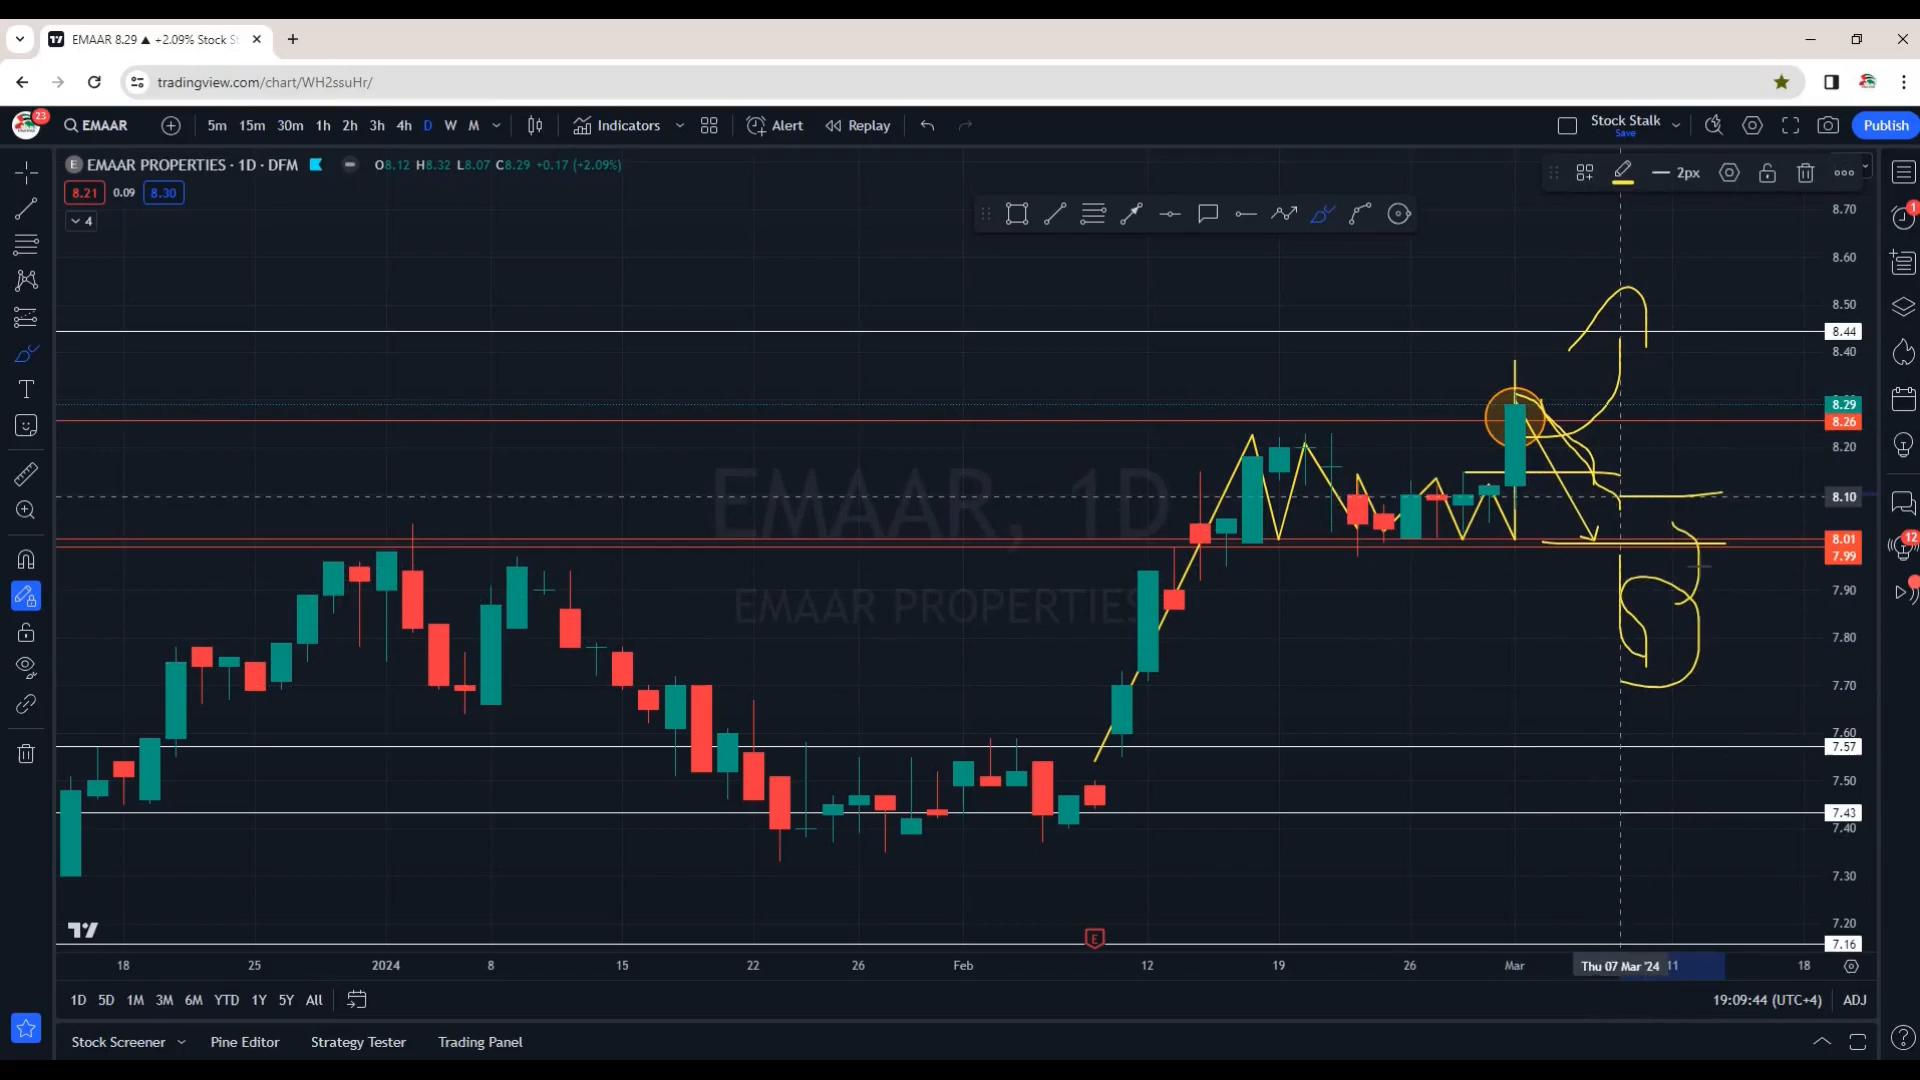 EMAAR 8.29 ▲ +2.09% Stock S
tradingview.com/chart/WH2ssuHr/
23
EMAAR
5m 15m 30m 1h 2h 3h 4h D W M
Indicators
Alert
Replay
Stock Stalk
Save
Publish
E EMAAR PROPERTIES · 1D · DFM
O8.12 H8.32 L8.07 C8.29 +0.17 (+2.09%)
8.21 0.09 8.30
4
2px
1
12
EMAAR, 1D
EMAAR PROPERTIES
8.70
8.60
8.50
8.44
8.40
8.29
8.26
8.20
8.10
8.01
7.99
7.90
7.80
7.70
7.60
7.57
7.50
7.43
7.40
7.30
7.20
7.16
E
18 25 2024 8 15 22 26 Feb 12 19 26 Mar Thu 07 Mar '24 11 18
1D 5D 1M 3M 6M YTD 1Y 5Y All
19:09:44 (UTC+4) ADJ
Stock Screener Pine Editor Strategy Tester Trading Panel